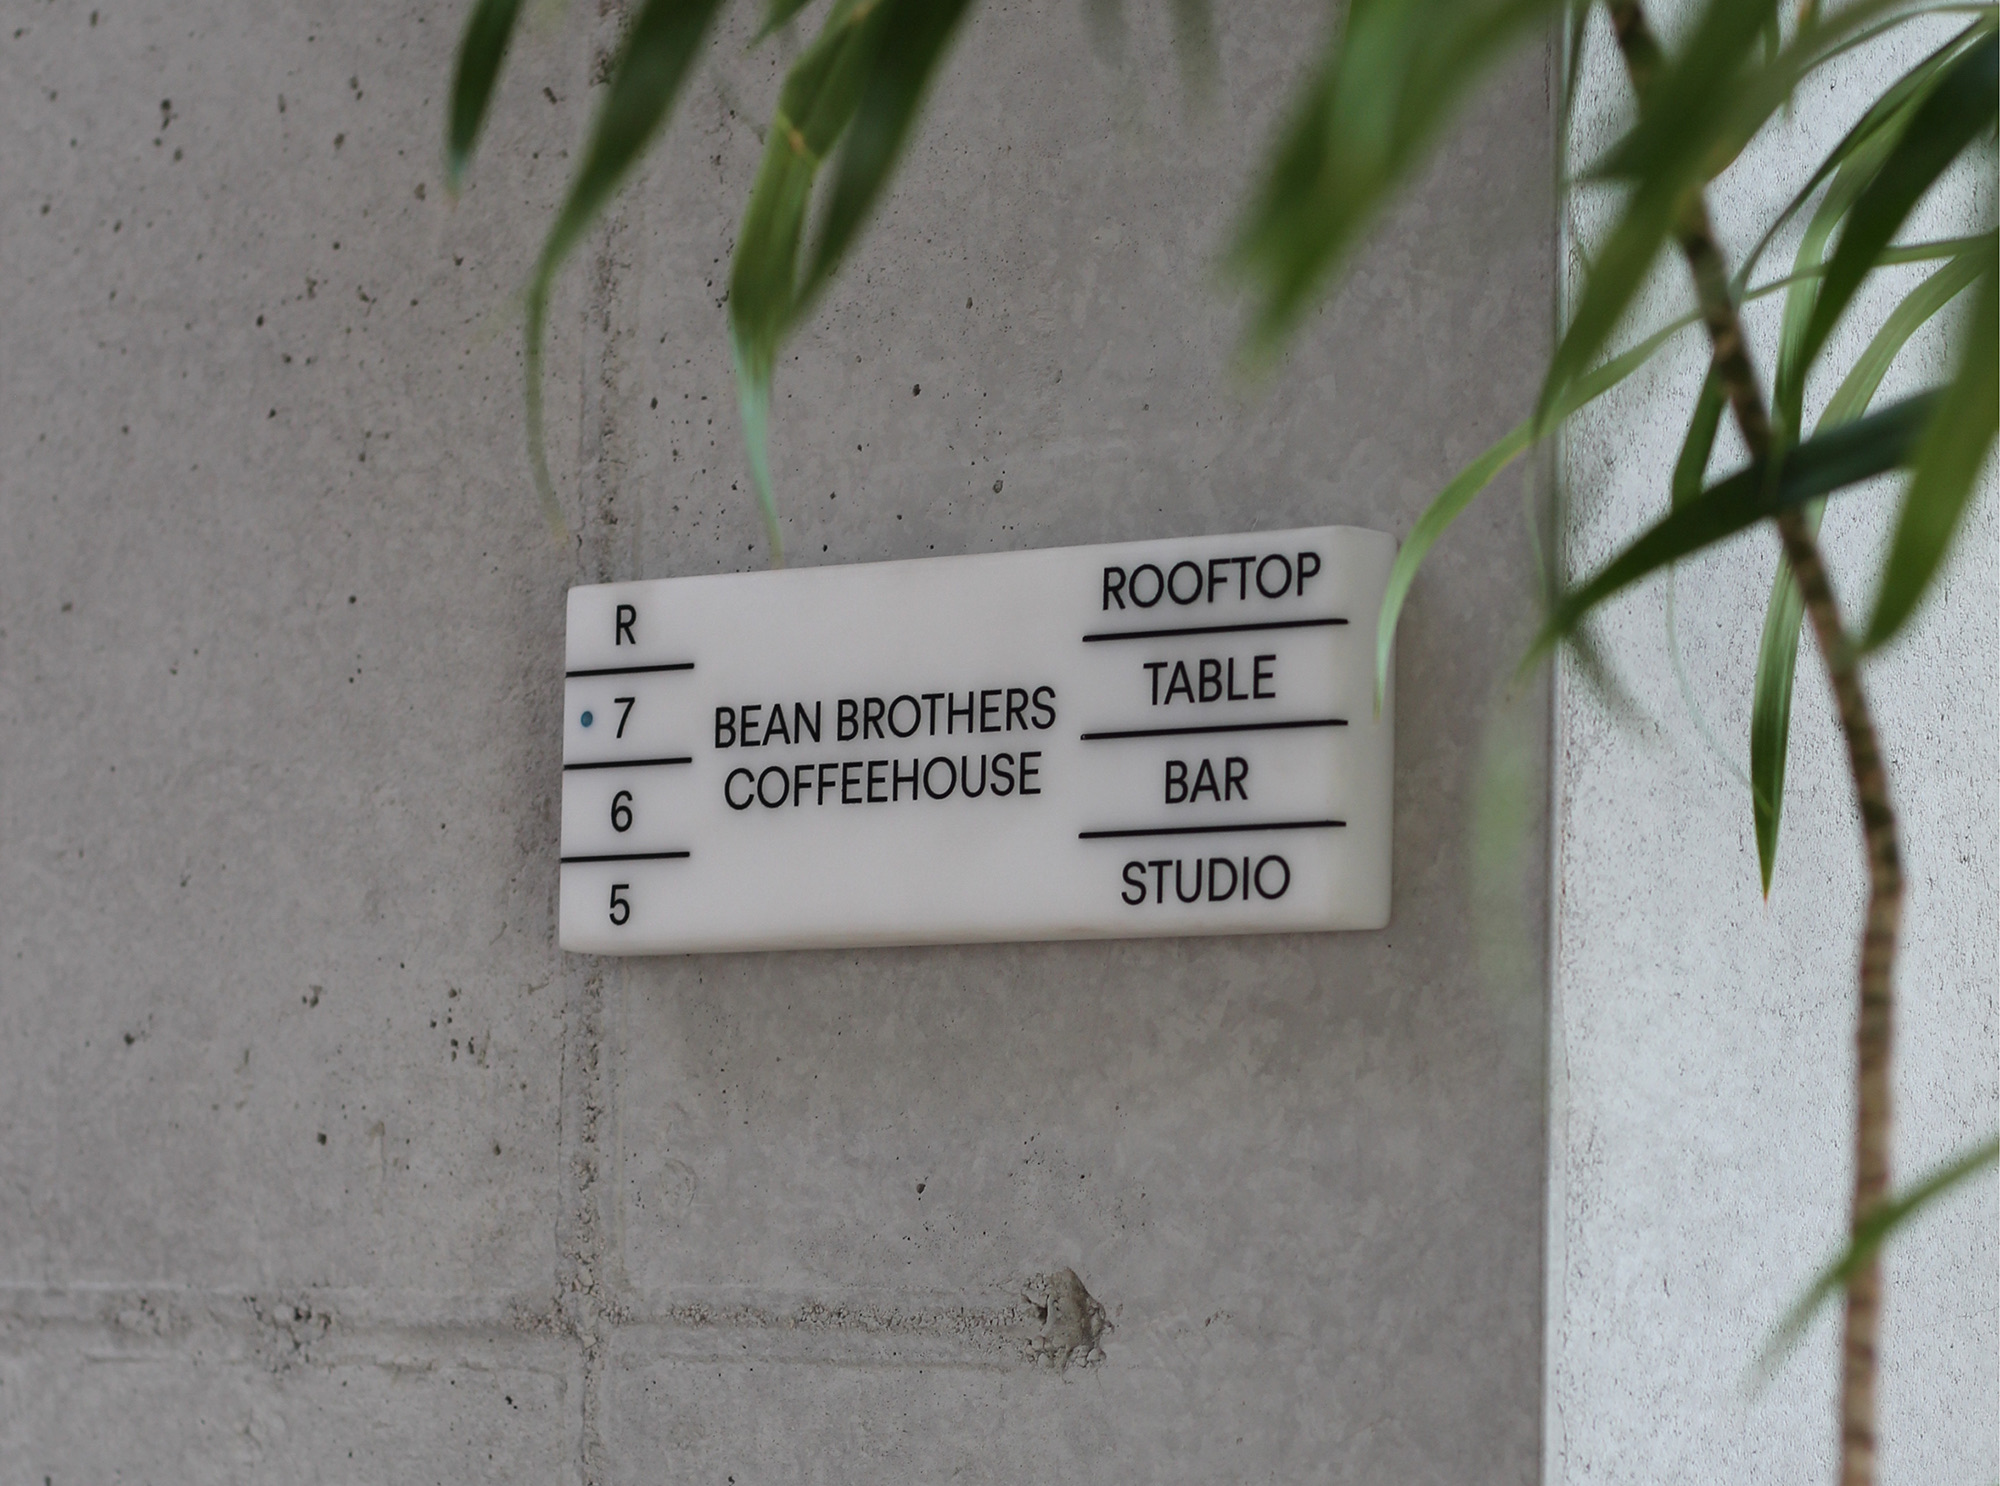 R
ROOFTOP
7
TABLE
BEAN BROTHERS
COFFEEHOUSE
6
BAR
5
STUDIO